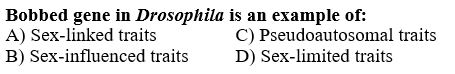 Bobbed gene in Drosophila is an example of:
A) Sex-linked traits C) Pseudoautosomal traits
B) Sex-influenced traits D) Sex-limited traits